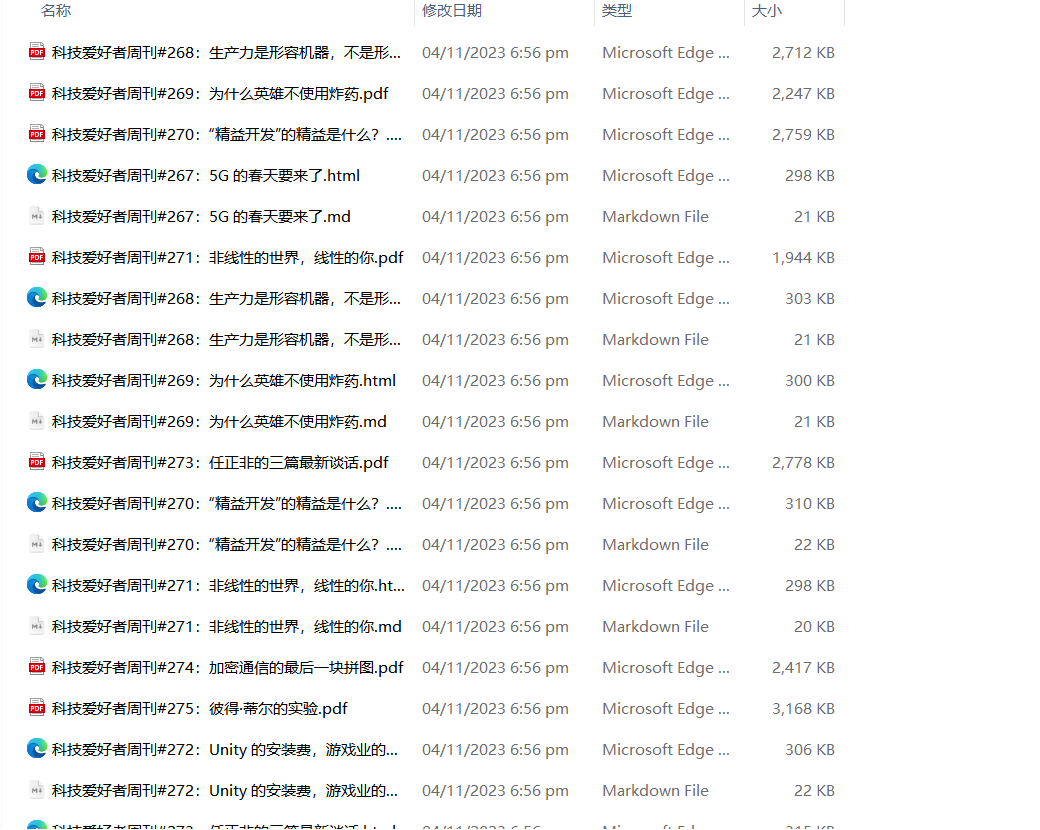 名称 修改日期 类型 大小
科技爱好者周刊#268：生产力是形容机器，不是形... 04/11/2023 6:56 pm Microsoft Edge ... 2,712 KB
科技爱好者周刊#269：为什么英雄不使用炸药.pdf 04/11/2023 6:56 pm Microsoft Edge ... 2,247 KB
科技爱好者周刊#270：“精益开发”的精益是什么？.... 04/11/2023 6:56 pm Microsoft Edge ... 2,759 KB
科技爱好者周刊#267：5G 的春天要来了.html 04/11/2023 6:56 pm Microsoft Edge ... 298 KB
科技爱好者周刊#267：5G 的春天要来了.md 04/11/2023 6:56 pm Markdown File 21 KB
科技爱好者周刊#271：非线性的世界，线性的你.pdf 04/11/2023 6:56 pm Microsoft Edge ... 1,944 KB
科技爱好者周刊#268：生产力是形容机器，不是形... 04/11/2023 6:56 pm Microsoft Edge ... 303 KB
科技爱好者周刊#268：生产力是形容机器，不是形... 04/11/2023 6:56 pm Markdown File 21 KB
科技爱好者周刊#269：为什么英雄不使用炸药.html 04/11/2023 6:56 pm Microsoft Edge ... 300 KB
科技爱好者周刊#269：为什么英雄不使用炸药.md 04/11/2023 6:56 pm Markdown File 21 KB
科技爱好者周刊#273：任正非的三篇最新谈话.pdf 04/11/2023 6:56 pm Microsoft Edge ... 2,778 KB
科技爱好者周刊#270：“精益开发”的精益是什么？.... 04/11/2023 6:56 pm Microsoft Edge ... 310 KB
科技爱好者周刊#270：“精益开发”的精益是什么？.... 04/11/2023 6:56 pm Markdown File 22 KB
科技爱好者周刊#271：非线性的世界，线性的你.ht... 04/11/2023 6:56 pm Microsoft Edge ... 298 KB
科技爱好者周刊#271：非线性的世界，线性的你.md 04/11/2023 6:56 pm Markdown File 20 KB
科技爱好者周刊#274：加密通信的最后一块拼图.pdf 04/11/2023 6:56 pm Microsoft Edge ... 2,417 KB
科技爱好者周刊#275：彼得·蒂尔的实验.pdf 04/11/2023 6:56 pm Microsoft Edge ... 3,168 KB
科技爱好者周刊#272：Unity 的安装费，游戏业的... 04/11/2023 6:56 pm Microsoft Edge ... 306 KB
科技爱好者周刊#272：Unity 的安装费，游戏业的... 04/11/2023 6:56 pm Markdown File 22 KB